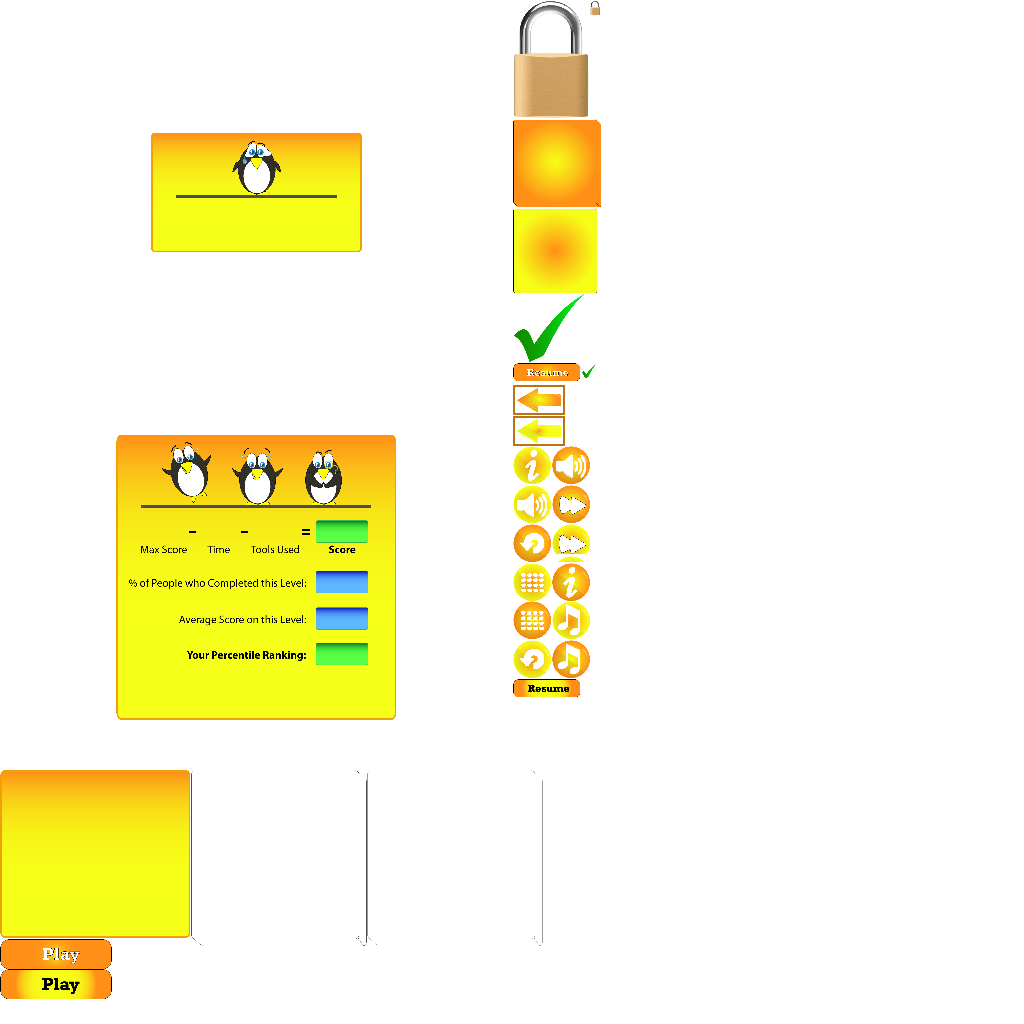 Resume
- - =
Max Score Time Tools Used Score
% of People who Completed this Level:
Average Score on this Level:
Your Percentile Ranking:
Resume
Play
Play